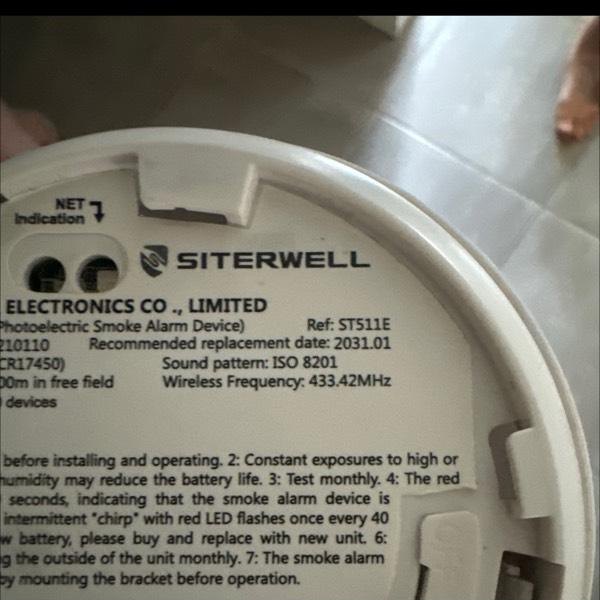 NET
Indication
SITERWELL
ELECTRONICS CO ., LIMITED
Photoelectric Smoke Alarm Device) Ref: ST511E
210110 Recommended replacement date: 2031.01
CR17450) Sound pattern: ISO 8201
00m in free field Wireless Frequency: 433.42MHz
devices
before installing and operating. 2: Constant exposures to high or
humidity may reduce the battery life. 3: Test monthly. 4: The red
seconds, indicating that the smoke alarm device is
intermittent "chirp" with red LED flashes once every 40
w battery, please buy and replace with new unit. 6:
g the outside of the unit monthly. 7: The smoke alarm
by mounting the bracket before operation.